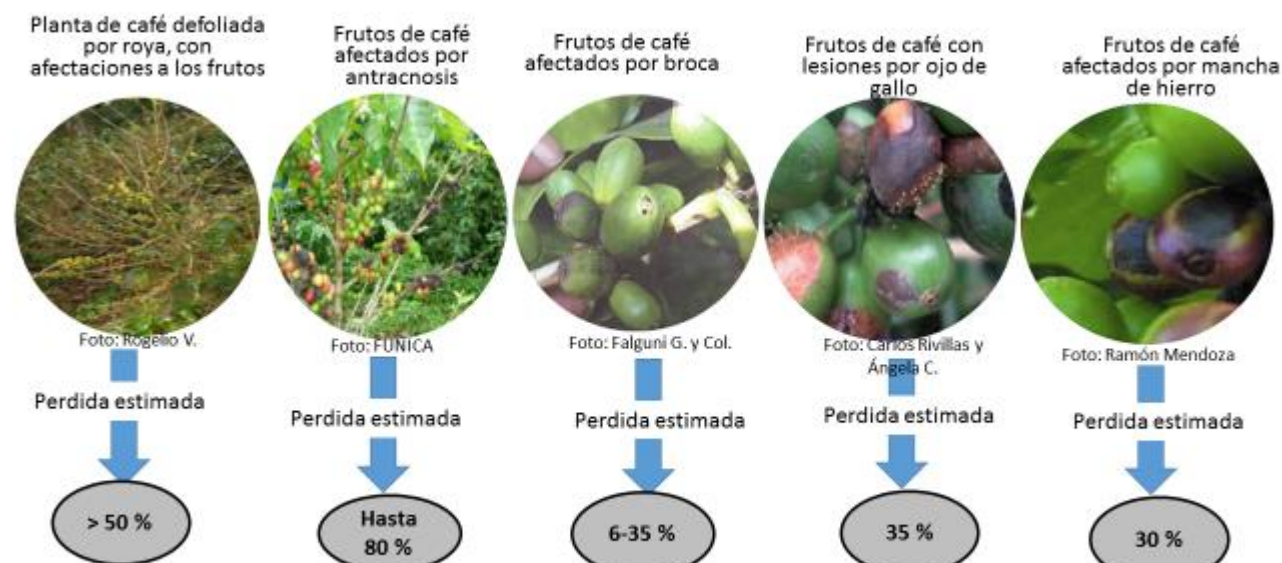 Planta de café defoliada
por roya, con
afectaciones a los frutos
Frutos de café
afectados por
antracnosis
Frutos de café
afectados por broca
Frutos de café con
lesiones por ojo de
gallo
Frutos de café
afectados por mancha
de hierro
Foto: Rogelio V.
Foto: FUNICA
Foto: Falguni G. y Col.
Foto: Carlos Rivillas y
Ángela C.
Foto: Ramón Mendoza
Perdida estimada
Perdida estimada
Perdida estimada
Perdida estimada
Perdida estimada
> 50 %
Hasta
80 %
6-35 %
35 %
30 %